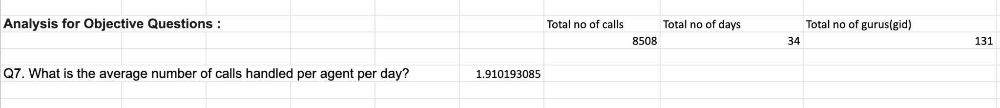 Analysis for Objective Questions : Total no of calls Total no of days Total no of gurus(gid)
8508 34 131
Q7. What is the average number of calls handled per agent per day? 1.910193085